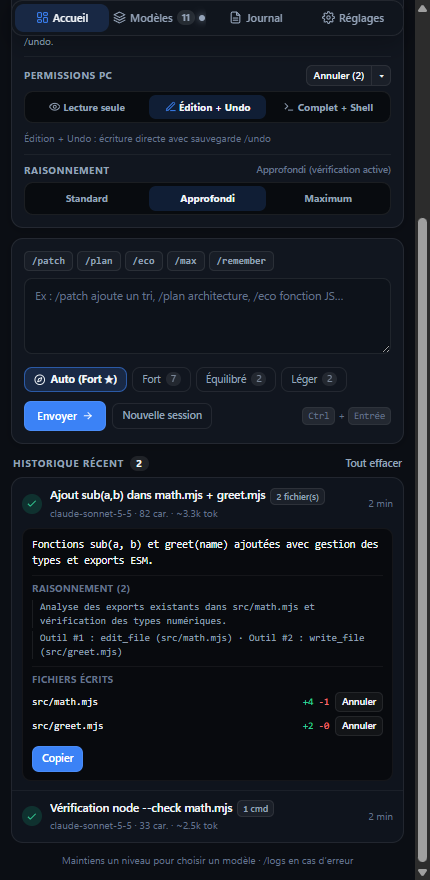 Accueil Modèles 11 Journal Réglages
/undo.
PERMISSIONS PC Annuler (2)
Lecture seule Édition + Undo Complet + Shell
Édition + Undo : écriture directe avec sauvegarde /undo
RAISONNEMENT Approfondi (vérification active)
Standard Approfondi Maximum
/patch /plan /eco /max /remember
Ex : /patch ajoute un tri, /plan architecture, /eco fonction JS...
Auto (Fort ★) Fort 7 Équilibré 2 Léger 2
Envoyer → Nouvelle session Ctrl + Entrée
HISTORIQUE RÉCENT 2 Tout effacer
Ajout sub(a,b) dans math.mjs + greet.mjs 2 fichier(s)
2 min
claude-sonnet-5-5 · 82 car. · ~3.3k tok
Fonctions sub(a, b) et greet(name) ajoutées avec gestion des
types et exports ESM.
RAISONNEMENT (2)
Analyse des exports existants dans src/math.mjs et
vérification des types numériques.
Outil #1 : edit_file (src/math.mjs) · Outil #2 : write_file
(src/greet.mjs)
FICHIERS ÉCRITS
src/math.mjs +4 -1 Annuler
src/greet.mjs +2 -0 Annuler
Copier
Vérification node --check math.mjs 1 cmd
2 min
claude-sonnet-5-5 · 33 car. · ~2.5k tok
Maintiens un niveau pour choisir un modèle · /logs en cas d'erreur